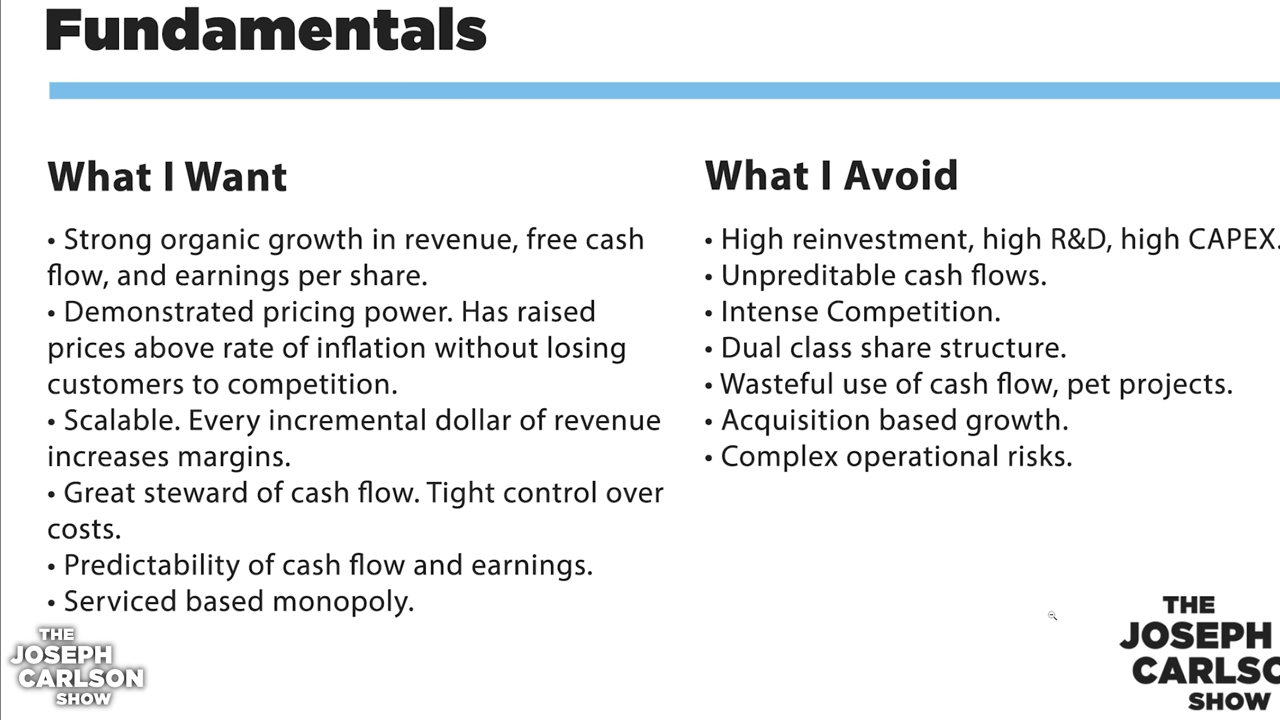 Fundamentals
What I Want
• Strong organic growth in revenue, free cash
flow, and earnings per share.
• Demonstrated pricing power. Has raised
prices above rate of inflation without losing
customers to competition.
• Scalable. Every incremental dollar of revenue
increases margins.
• Great steward of cash flow. Tight control over
costs.
• Predictability of cash flow and earnings.
• Serviced based monopoly.
What I Avoid
• High reinvestment, high R&D, high CAPEX.
• Unpreditable cash flows.
• Intense Competition.
• Dual class share structure.
• Wasteful use of cash flow, pet projects.
• Acquisition based growth.
• Complex operational risks.
THE
JOSEPH
CARLSON
SHOW
THE
JOSEPH
CARLSO
SHOW